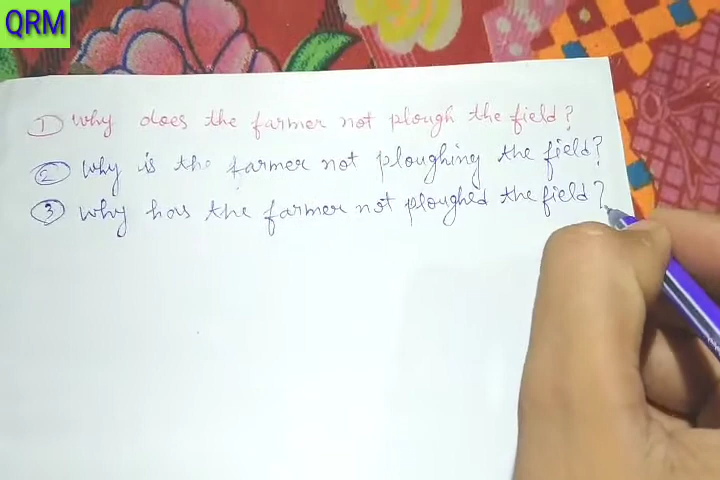 QRM
1 why does the farmer not plough the field?
2 why is the farmer not ploughing the field?
3 why has the farmer not ploughed the field?